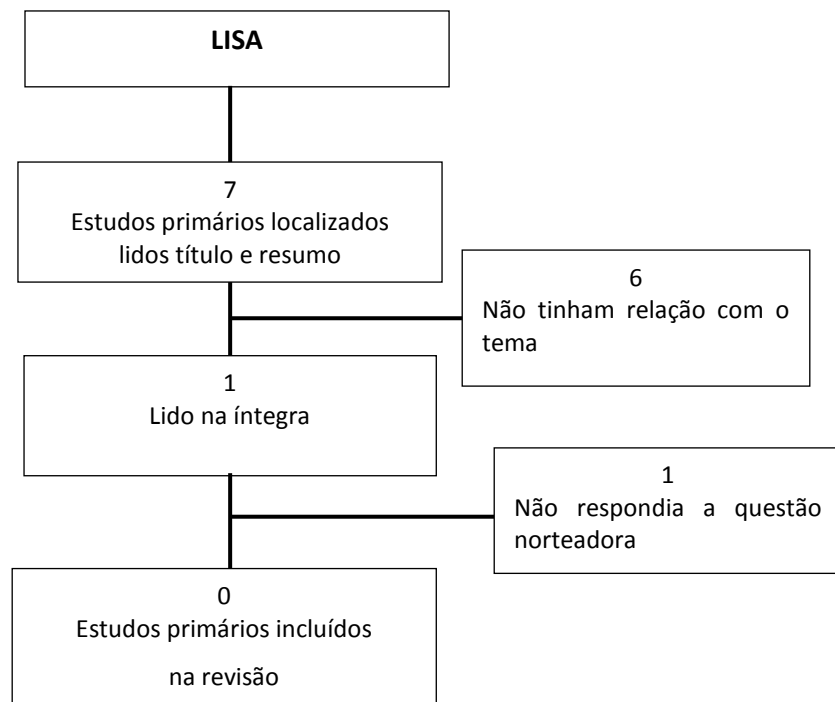 LISA
7
Estudos primários localizados
lidos título e resumo
6
Não tinham relação com o
tema
1
Lido na íntegra
1
Não respondia a questão
norteadora
0
Estudos primários incluídos
na revisão